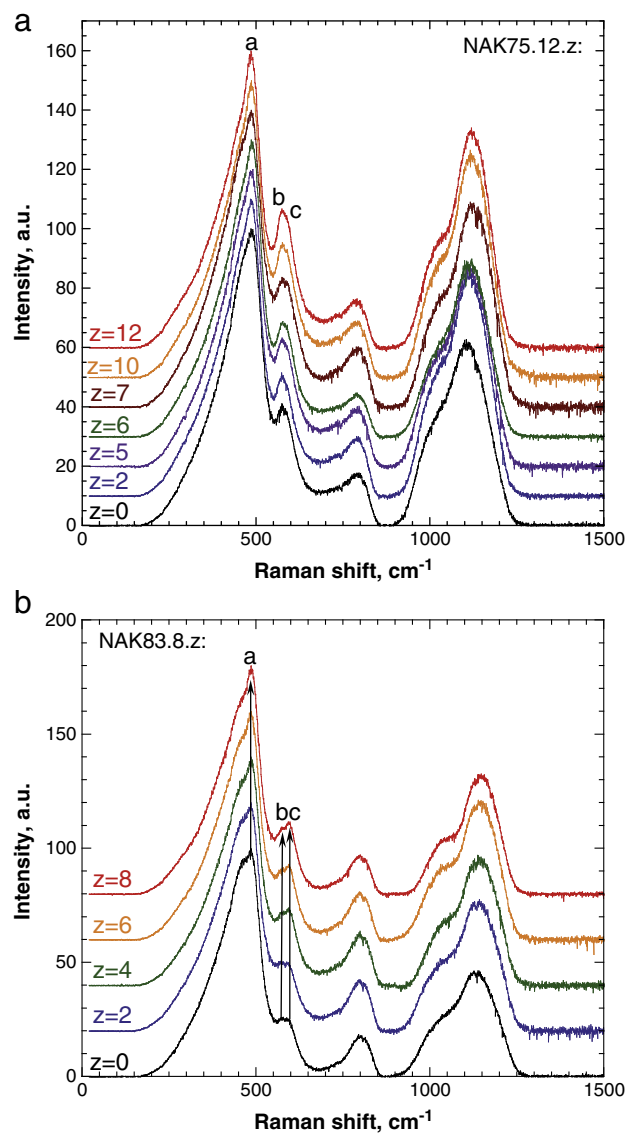 a
NAK75.12.z:
160
140
120
100
80
60
40
20
0
Intensity, a.u.
a
b
c
z=12
z=10
z=7
z=6
z=5
z=2
z=0
0 500 1000 1500
Raman shift, cm-1
b
NAK83.8.z:
200
150
100
50
0
Intensity, a.u.
a
bc
z=8
z=6
z=4
z=2
z=0
0 500 1000 1500
Raman shift, cm-1